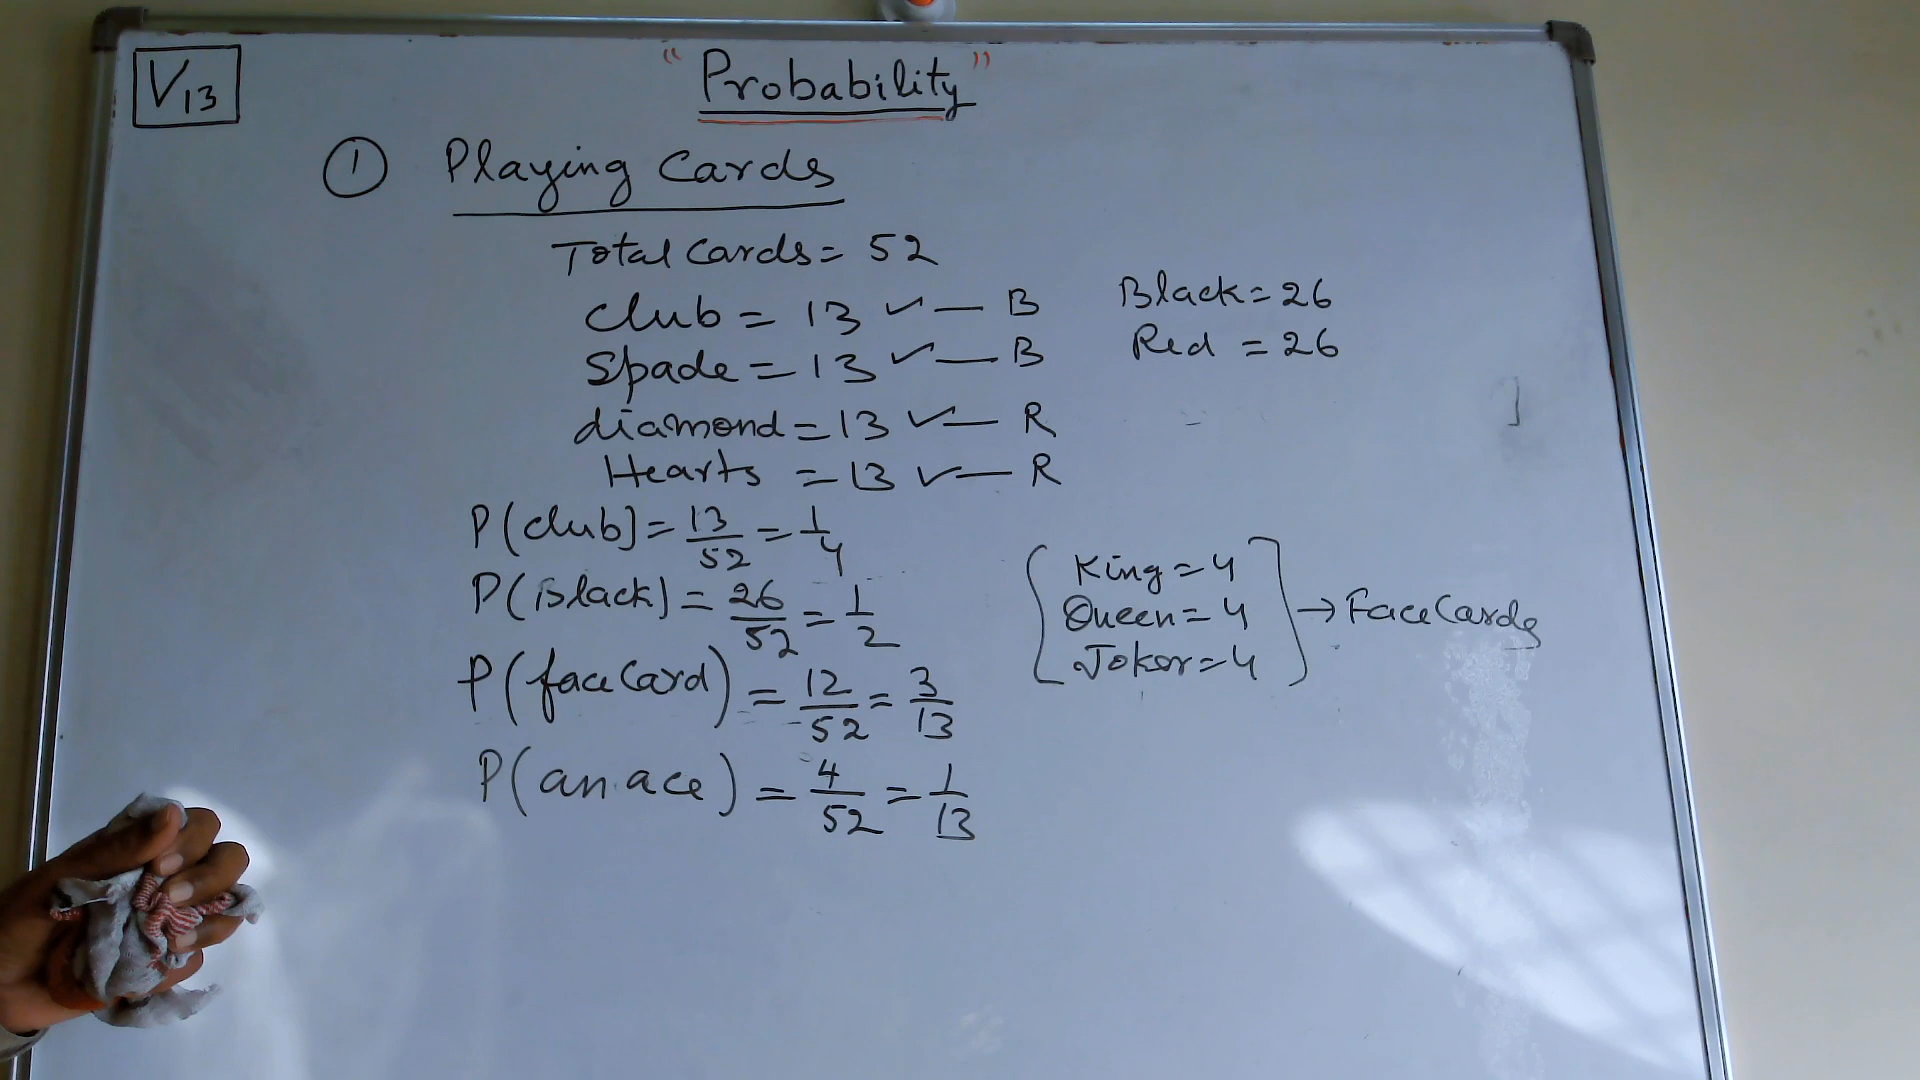 V13
"Probability"
① Playing Cards
Total Cards = 52
Club = 13 ✓ — B
Spade = 13 ✓ — B
diamond = 13 ✓ — R
Hearts = 13 ✓ — R
Black = 26
Red = 26
P(club] = 13/52 = 1/4
P(Black] = 26/52 = 1/2
P(face Card) = 12/52 = 3/13
P(an ace) = 4/52 = 1/13
King = 4
Queen = 4
Joker = 4
→ Face Cards